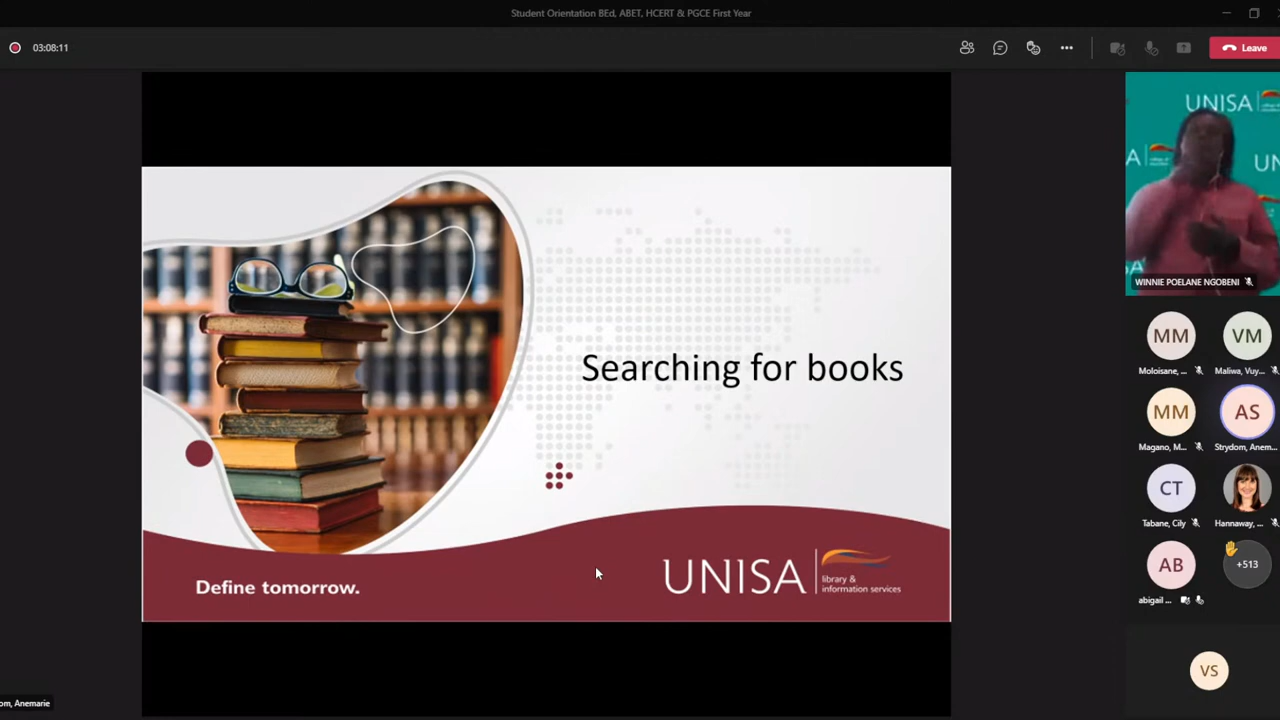 Student Orientation BEd, ABET, HCERT & PGCE First Year
03:08:11
Leave
UNISA
UNISA
WINNIE POELANE NGOBENI
MM
VM
Moloisane, ...
Maliwa, Vuy...
MM
AS
Magano, M...
Strydom, Anem...
CT
Tabane, Cily
Hannaway, ...
AB
+513
abigail ...
VS
Searching for books
Define tomorrow.
UNISA
library &
information services
om, Anemarie